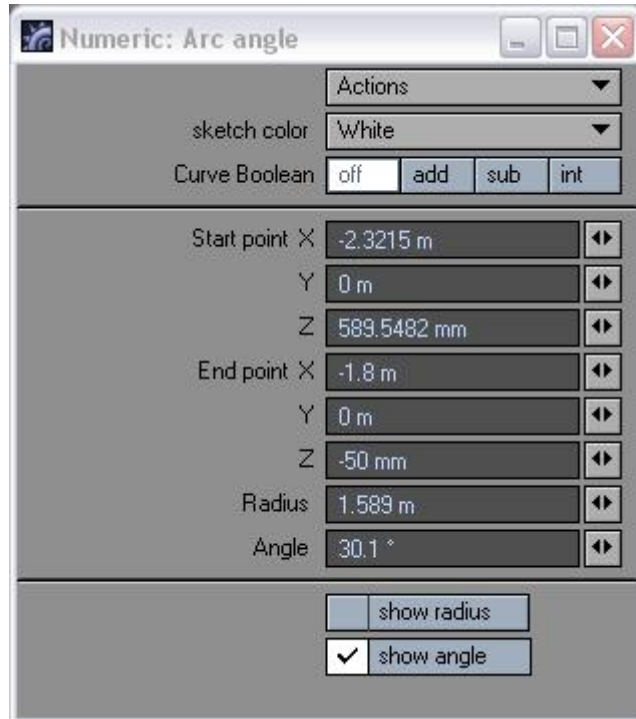 Numeric: Arc angle
Actions
sketch color White
Curve Boolean off add sub int
Start point X -2.3215 m
Y 0 m
Z 589.5482 mm
End point X -1.8 m
Y 0 m
Z -50 mm
Radius 1.589 m
Angle 30.1 °
show radius
show angle